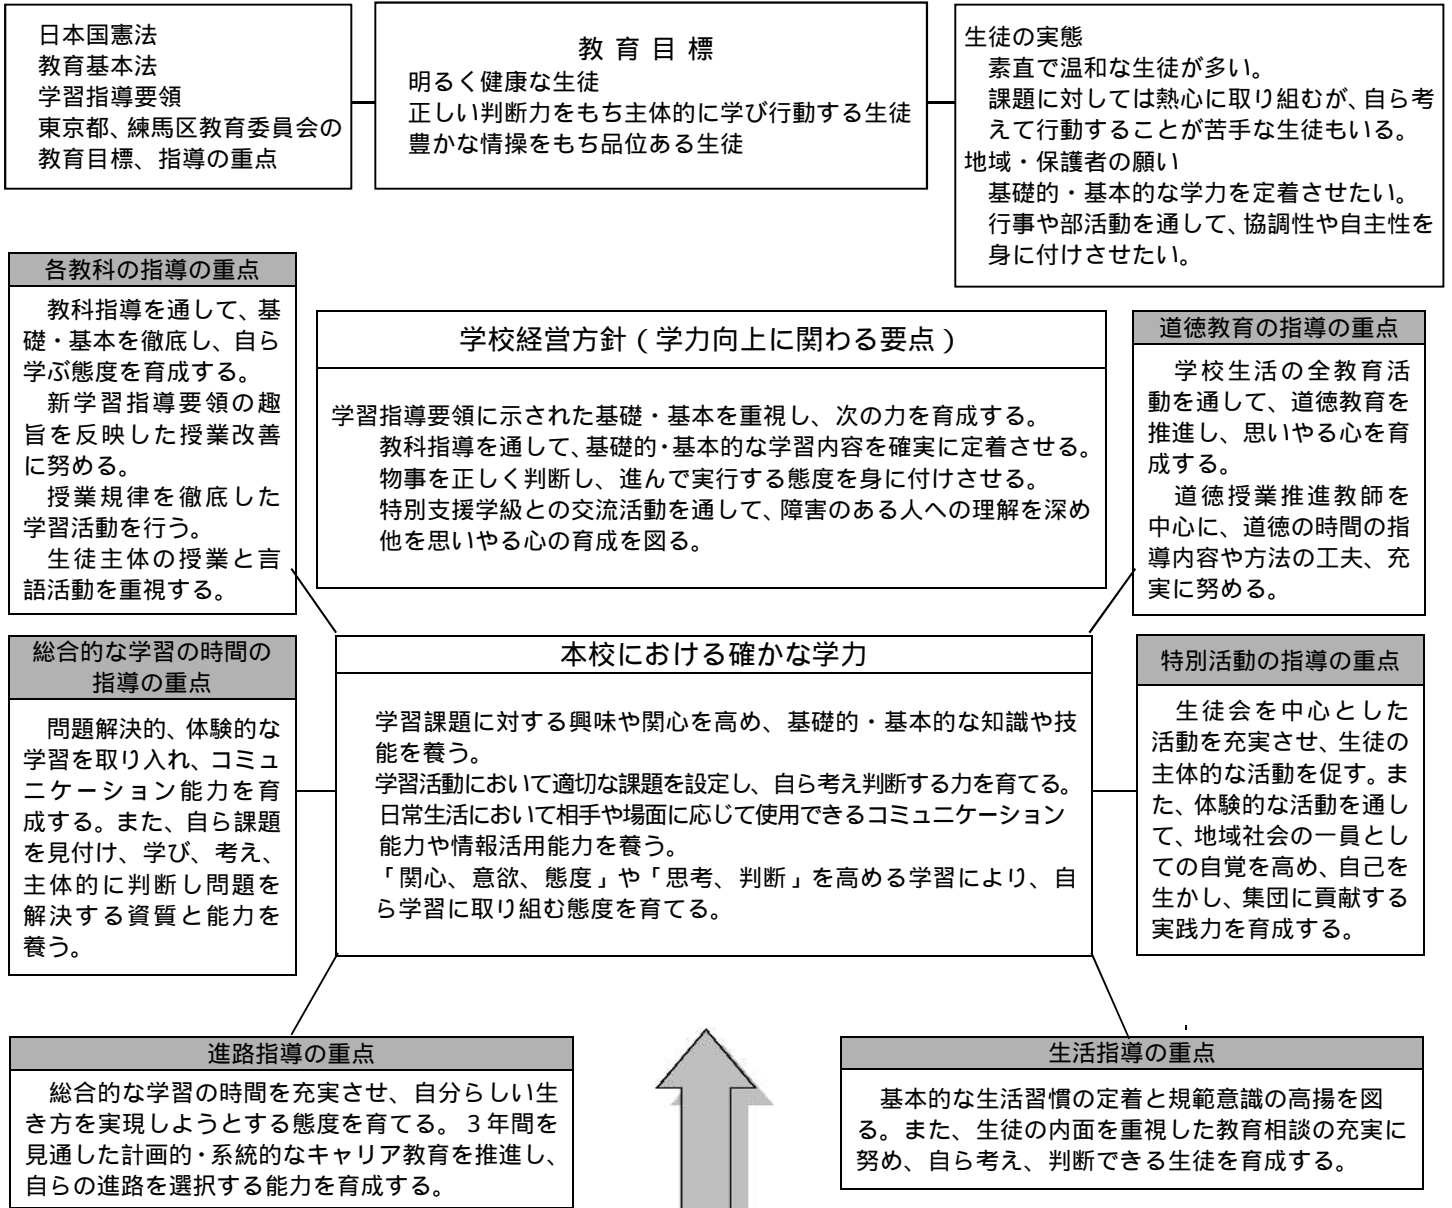 日本国憲法
教育基本法
学習指導要領
東京都、練馬区教育委員会の
教育目標、指導の重点
教育目標
明るく健康な生徒
正しい判断力をもち主体的に学び行動する生徒
豊かな情操をもち品位ある生徒
生徒の実態
素直で温和な生徒が多い。
課題に対しては熱心に取り組むが、自ら考
えて行動することが苦手な生徒もいる。
地域・保護者の願い
基礎的・基本的な学力を定着させたい。
行事や部活動を通して、協調性や自主性を
身に付けさせたい。
各教科の指導の重点
教科指導を通して、基
礎・基本を徹底し、自ら
学ぶ態度を育成する。
新学習指導要領の趣
旨を反映した授業改善
に努める。
授業規律を徹底した
学習活動を行う。
生徒主体の授業と言
語活動を重視する。
学校経営方針(学力向上に関わる要点)
学習指導要領に示された基礎・基本を重視し、次の力を育成する。
教科指導を通して、基礎的・基本的な学習内容を確実に定着させる。
物事を正しく判断し、進んで実行する態度を身に付けさせる。
特別支援学級との交流活動を通して、障害のある人への理解を深め
他を思いやる心の育成を図る。
道徳教育の指導の重点
学校生活の全教育活
動を通して、道徳教育を
推進し、思いやる心を育
成する。
道徳授業推進教師を
中心に、道徳の時間の指
導内容や方法の工夫、充
実に努める。
総合的な学習の時間の
指導の重点
問題解決的、体験的な
学習を取り入れ、コミュ
ニケーション能力を育
成する。また、自ら課題
を見付け、学び、考え、
主体的に判断し問題を
解決する資質と能力を
養う。
本校における確かな学力
学習課題に対する興味や関心を高め、基礎的・基本的な知識や技
能を養う。
学習活動において適切な課題を設定し、自ら考え判断する力を育てる。
日常生活において相手や場面に応じて使用できるコミュニケーション
能力や情報活用能力を養う。
「関心、意欲、態度」や「思考、判断」を高める学習により、自
ら学習に取り組む態度を育てる。
特別活動の指導の重点
生徒会を中心とした
活動を充実させ、生徒の
主体的な活動を促す。ま
た、体験的な活動を通し
て、地域社会の一員とし
ての自覚を高め、自己を
生かし、集団に貢献する
実践力を育成する。
進路指導の重点
総合的な学習の時間を充実させ、自分らしい生
き方を実現しようとする態度を育てる。3年間を
見通した計画的・系統的なキャリア教育を推進し、
自らの進路を選択する能力を育成する。
生活指導の重点
基本的な生活習慣の定着と規範意識の高揚を図
る。また、生徒の内面を重視した教育相談の充実に
努め、自ら考え、判断できる生徒を育成する。